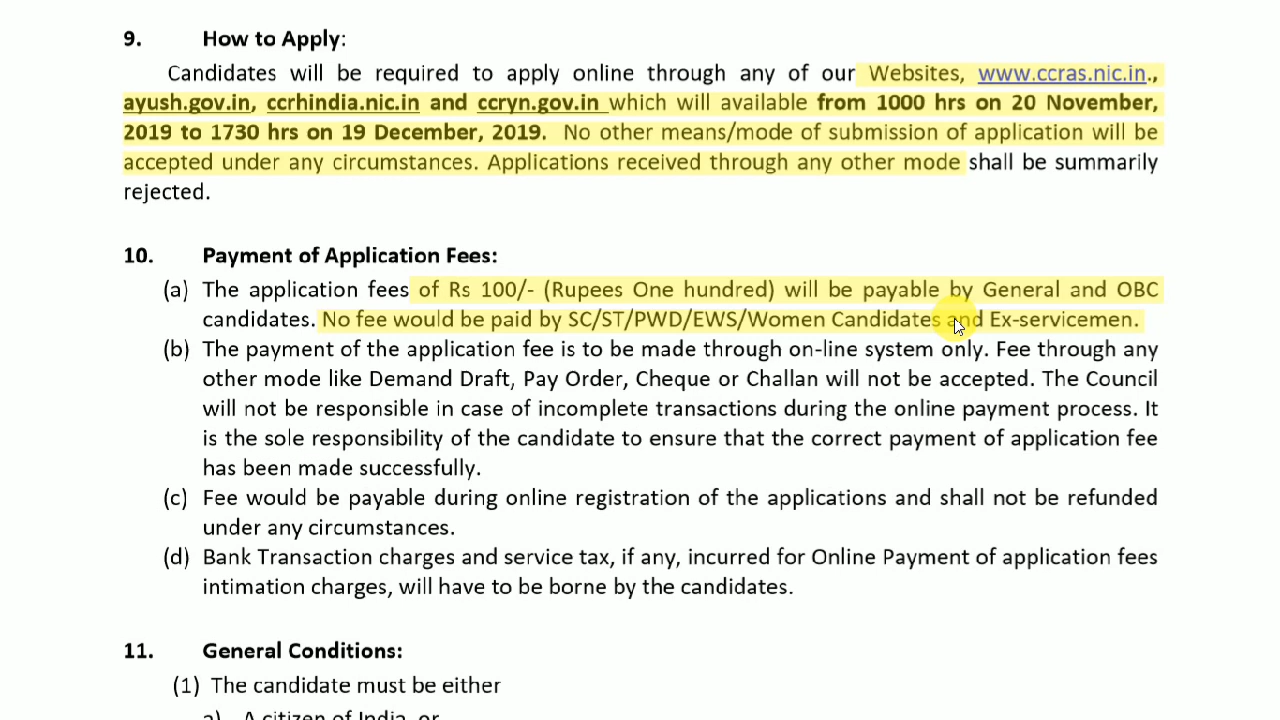 9. How to Apply:
Candidates will be required to apply online through any of our Websites, www.ccras.nic.in.,
ayush.gov.in, ccrhindia.nic.in and ccryn.gov.in which will available from 1000 hrs on 20 November,
2019 to 1730 hrs on 19 December, 2019. No other means/mode of submission of application will be
accepted under any circumstances. Applications received through any other mode shall be summarily
rejected.
10. Payment of Application Fees:
(a) The application fees of Rs 100/- (Rupees One hundred) will be payable by General and OBC
candidates. No fee would be paid by SC/ST/PWD/EWS/Women Candidates and Ex-servicemen.
(b) The payment of the application fee is to be made through on-line system only. Fee through any
other mode like Demand Draft, Pay Order, Cheque or Challan will not be accepted. The Council
will not be responsible in case of incomplete transactions during the online payment process. It
is the sole responsibility of the candidate to ensure that the correct payment of application fee
has been made successfully.
(c) Fee would be payable during online registration of the applications and shall not be refunded
under any circumstances.
(d) Bank Transaction charges and service tax, if any, incurred for Online Payment of application fees
intimation charges, will have to be borne by the candidates.
11. General Conditions:
(1) The candidate must be either
a) A citizen of India, or